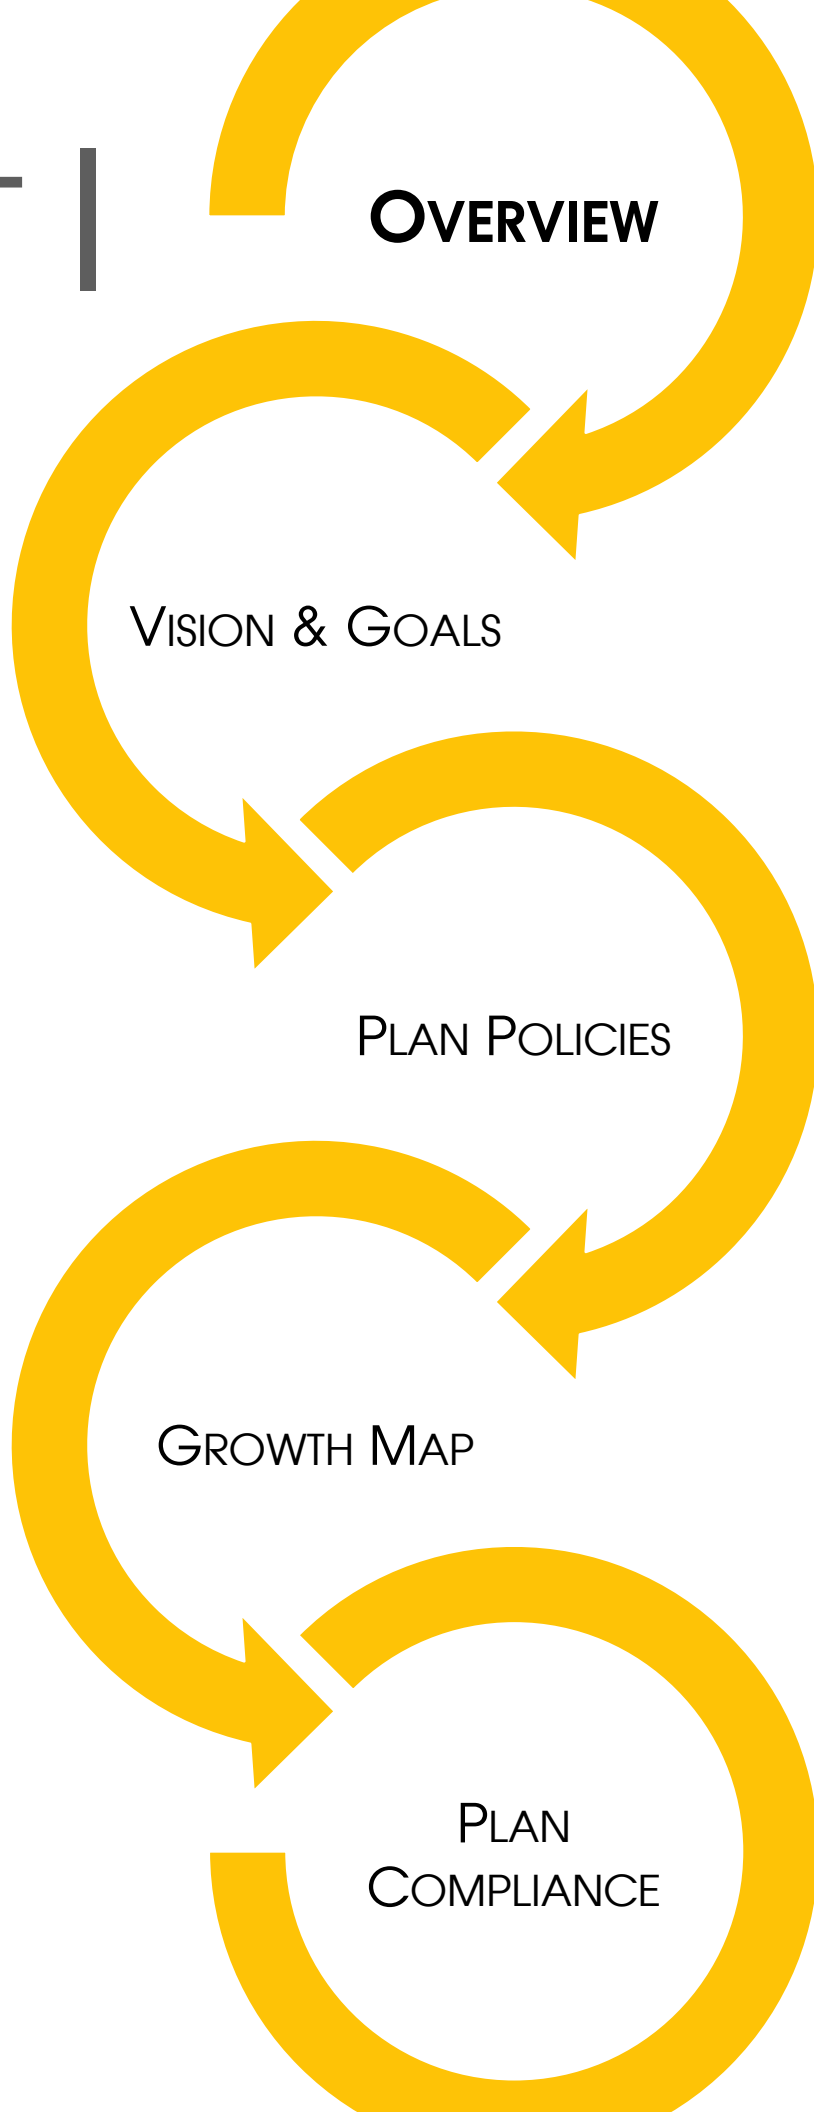 OVERVIEW
VISION & GOALS
PLAN POLICIES
GROWTH MAP
PLAN
COMPLIANCE